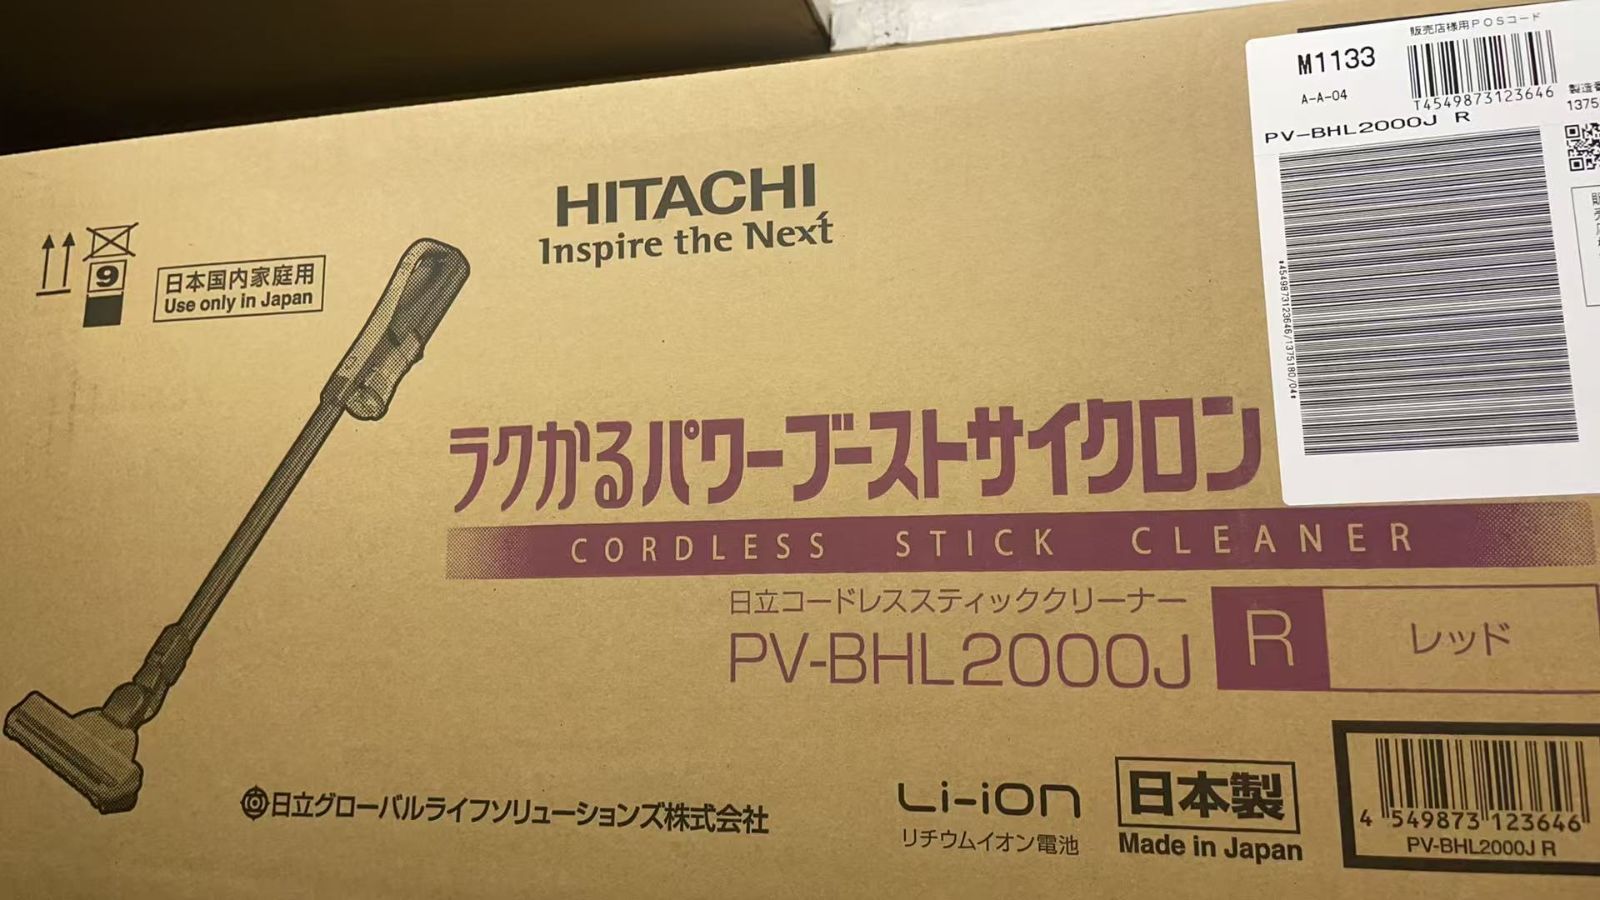 販売店様用POSコード
M1133
A-A-04
T4549873123646
PV-BHL2000J R
製造
1375
*4549873123646/1375180/04*
HITACHI
Inspire the Next
9
日本国内家庭用
Use only in Japan
ラクかるパワーブーストサイクロン
CORDLESS STICK CLEANER
日立コードレススティッククリーナー
PV-BHL2000J R レッド
日立グローバルライフソリューションズ株式会社
Li-ion
リチウムイオン電池
日本製
Made in Japan
4 549873 123646
PV-BHL2000J R